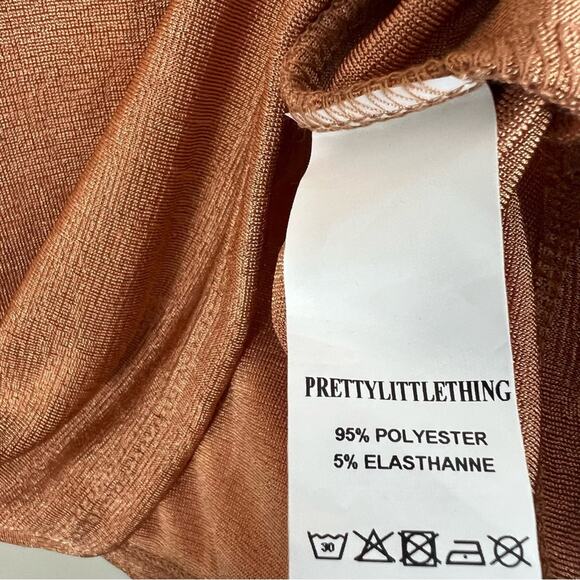 PRETTYLITTLETHING
95% POLYESTER
5% ELASTHANNE
30